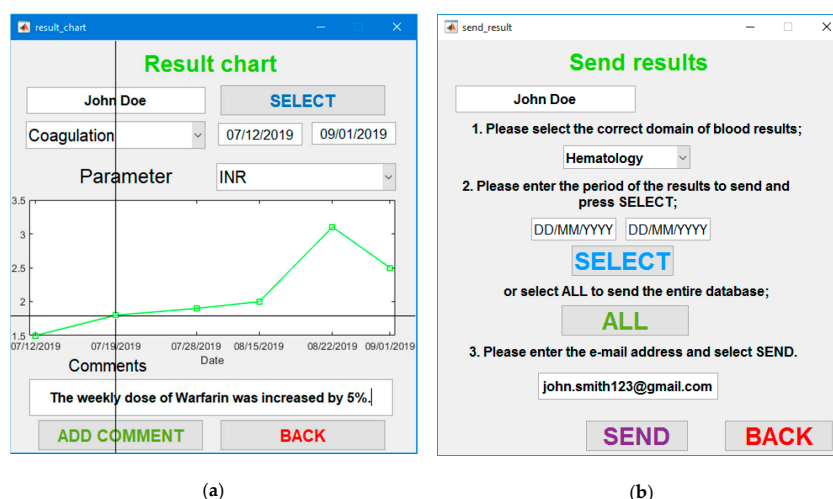 result_chart
Result chart
John Doe
SELECT
Coagulation
07/12/2019
09/01/2019
Parameter
INR
3.5
3
2.5
2
1.5
07/12/2019 07/19/2019 07/28/2019 08/15/2019 08/22/2019 09/01/2019
Date
Comments
The weekly dose of Warfarin was increased by 5%.
ADD COMMENT
BACK
(a)
send_result
Send results
John Doe
1. Please select the correct domain of blood results;
Hematology
2. Please enter the period of the results to send and
press SELECT;
DD/MM/YYYY DD/MM/YYYY
SELECT
or select ALL to send the entire database;
ALL
3. Please enter the e-mail address and select SEND.
john.smith123@gmail.com
SEND
BACK
(b)